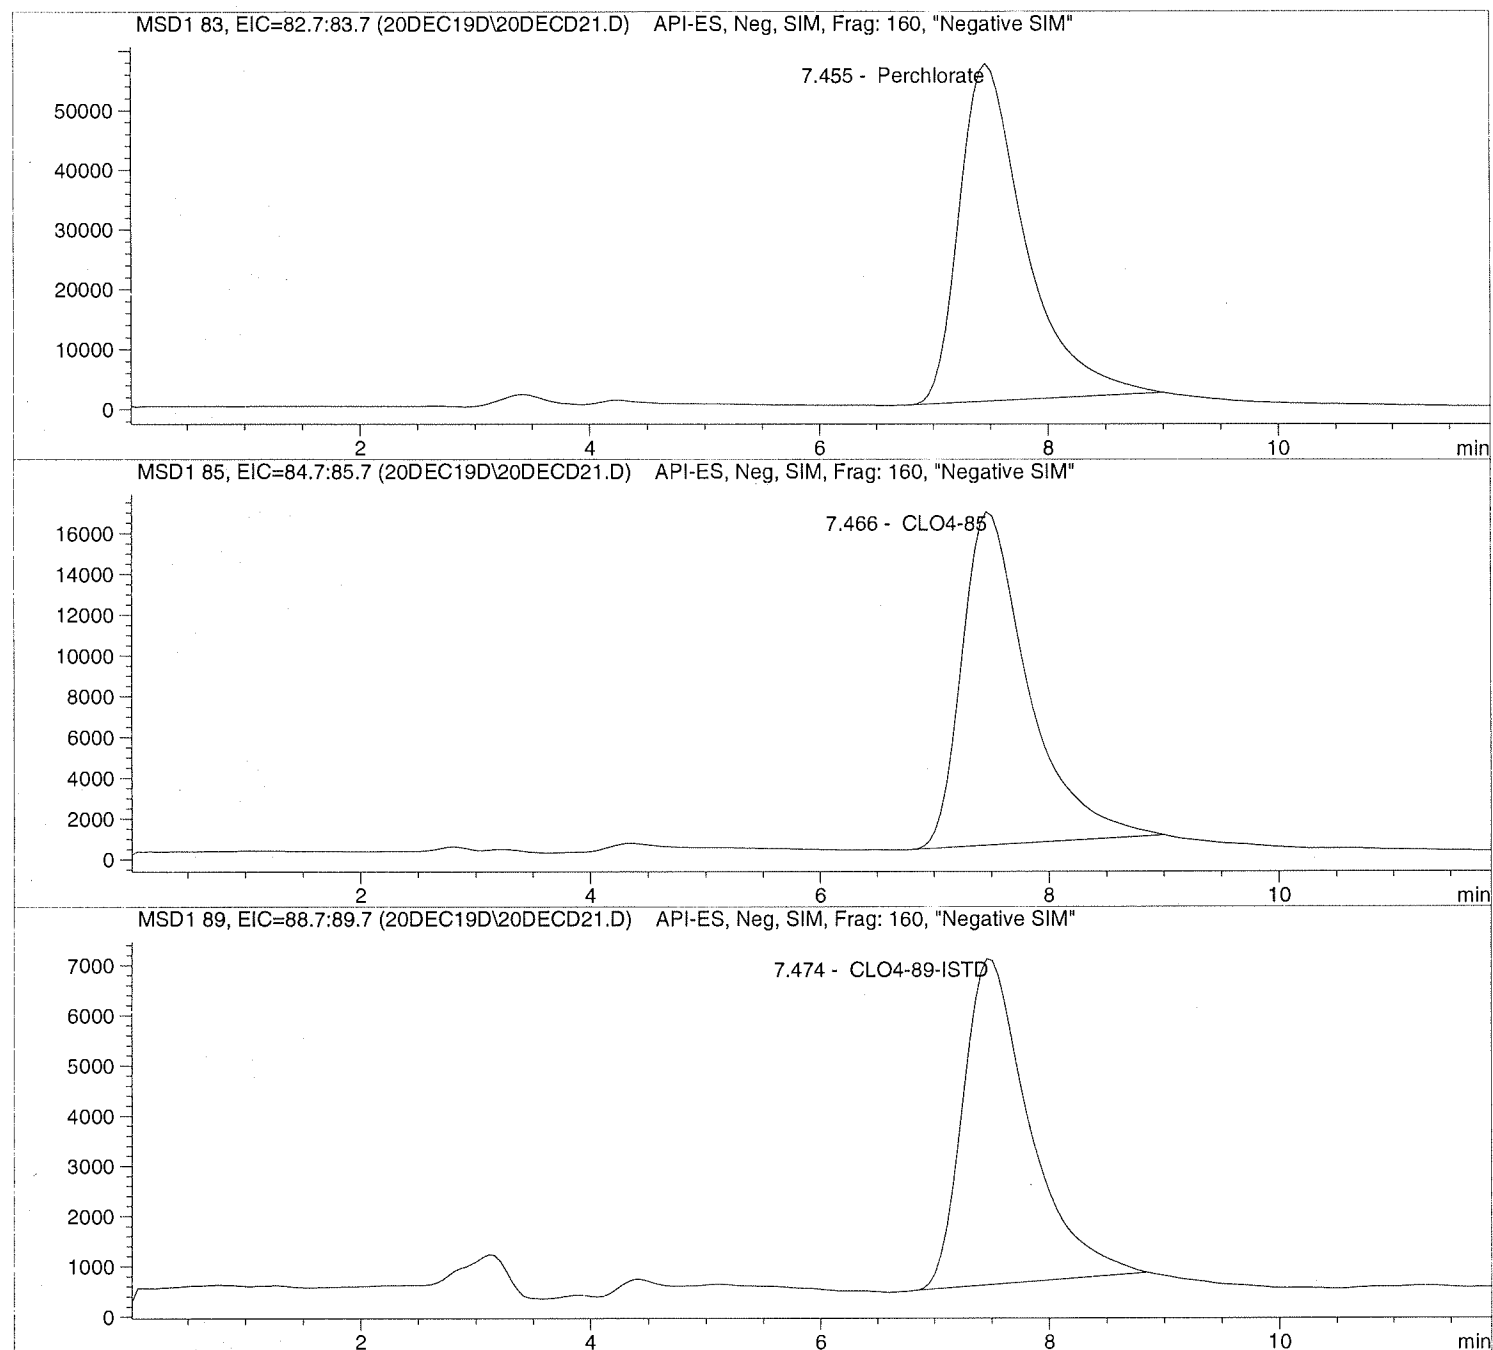 MSD1 83, EIC=82.7:83.7 (20DEC19D\20DECD21.D) API-ES, Neg, SIM, Frag: 160, "Negative SIM"
7.455 - Perchlorate
50000
40000
30000
20000
10000
0
2 4 6 8 10 min
MSD1 85, EIC=84.7:85.7 (20DEC19D\20DECD21.D) API-ES, Neg, SIM, Frag: 160, "Negative SIM"
7.466 - CLO4-85
16000
14000
12000
10000
8000
6000
4000
2000
0
2 4 6 8 10 min
MSD1 89, EIC=88.7:89.7 (20DEC19D\20DECD21.D) API-ES, Neg, SIM, Frag: 160, "Negative SIM"
7.474 - CLO4-89-ISTD
7000
6000
5000
4000
3000
2000
1000
0
2 4 6 8 10 min